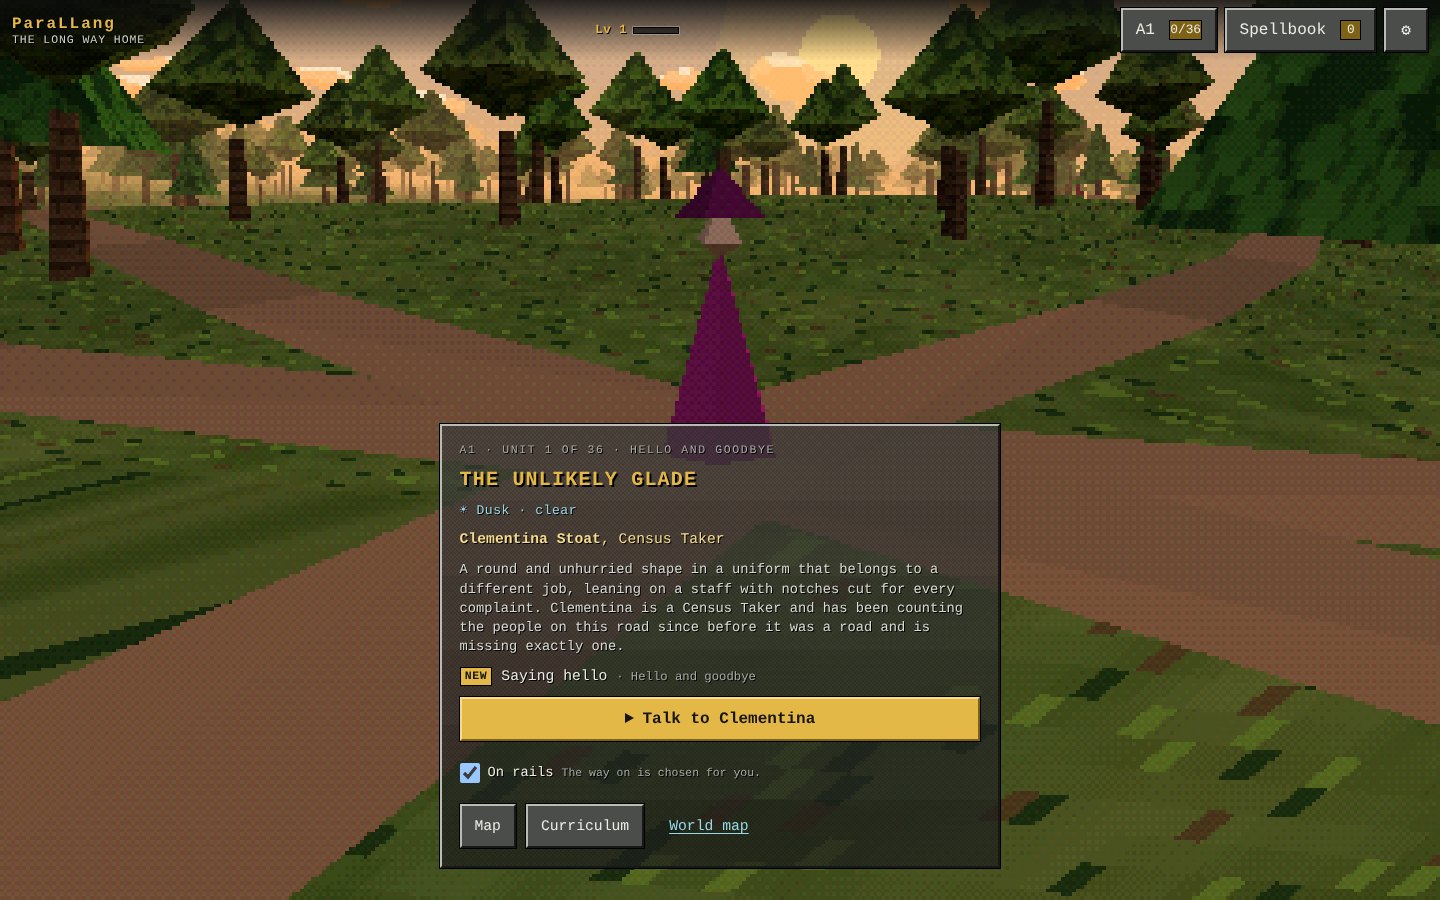 ParaLLang
THE LONG WAY HOME
Lv 1
A1 0/36
Spellbook 0
A1 · UNIT 1 OF 36 · HELLO AND GOODBYE
THE UNLIKELY GLADE
☀ Dusk · clear
Clementina Stoat, Census Taker
A round and unhurried shape in a uniform that belongs to a
different job, leaning on a staff with notches cut for every
complaint. Clementina is a Census Taker and has been counting
the people on this road since before it was a road and is
missing exactly one.
NEW Saying hello · Hello and goodbye
▶ Talk to Clementina
On rails The way on is chosen for you.
Map Curriculum World map